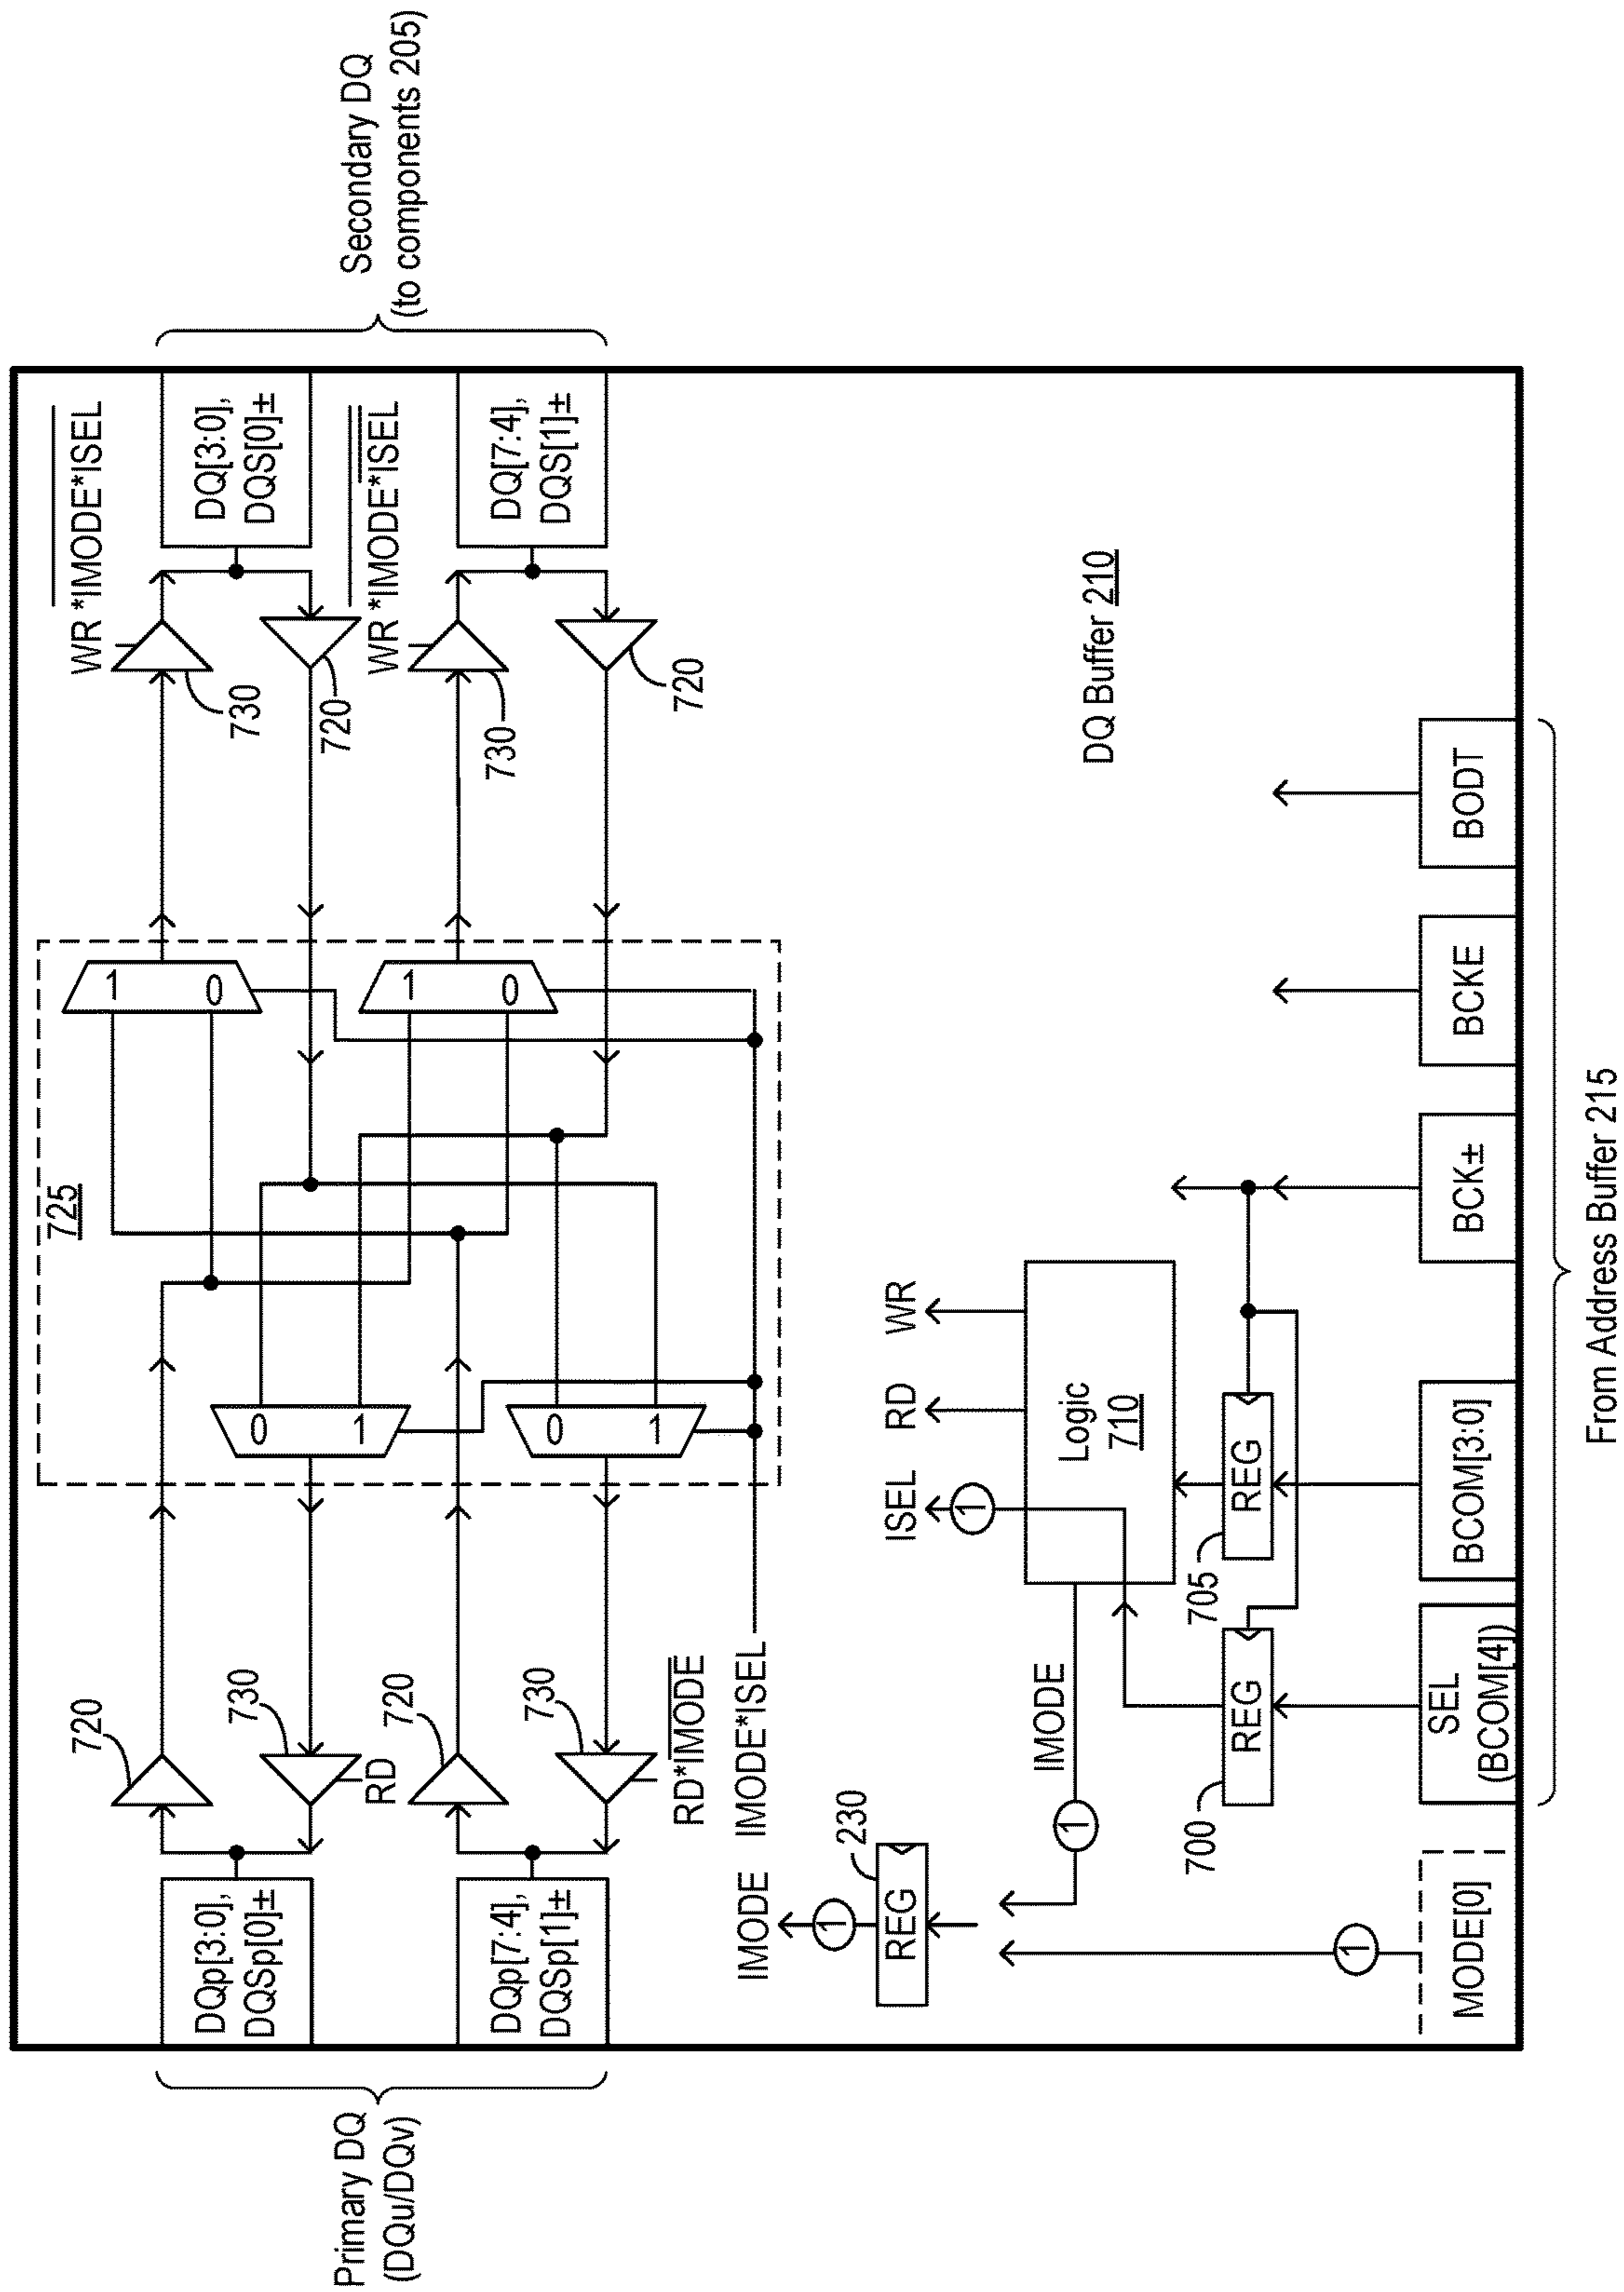 Primary DQ
(DQu/DQv)
DQp[3:0],
DQSp[0]±
DQp[7:4],
DQSp[1]±
720
730
RD
720
730
RD*IMODE
IMODE*ISEL
725
0
1
0
1
1
0
1
0
WR *IMODE*ISEL
730
720
WR *IMODE*ISEL
730
720
DQ[3:0],
DQS[0]±
DQ[7:4],
DQS[1]±
Secondary DQ
(to components 205)
IMODE
1
REG
230
IMODE
1
1
ISEL
1
RD
WR
Logic
710
REG
700
REG
705
DQ Buffer 210
MODE[0]
SEL
(BCOM[4])
BCOM[3:0]
BCK±
BCKE
BODT
From Address Buffer 215